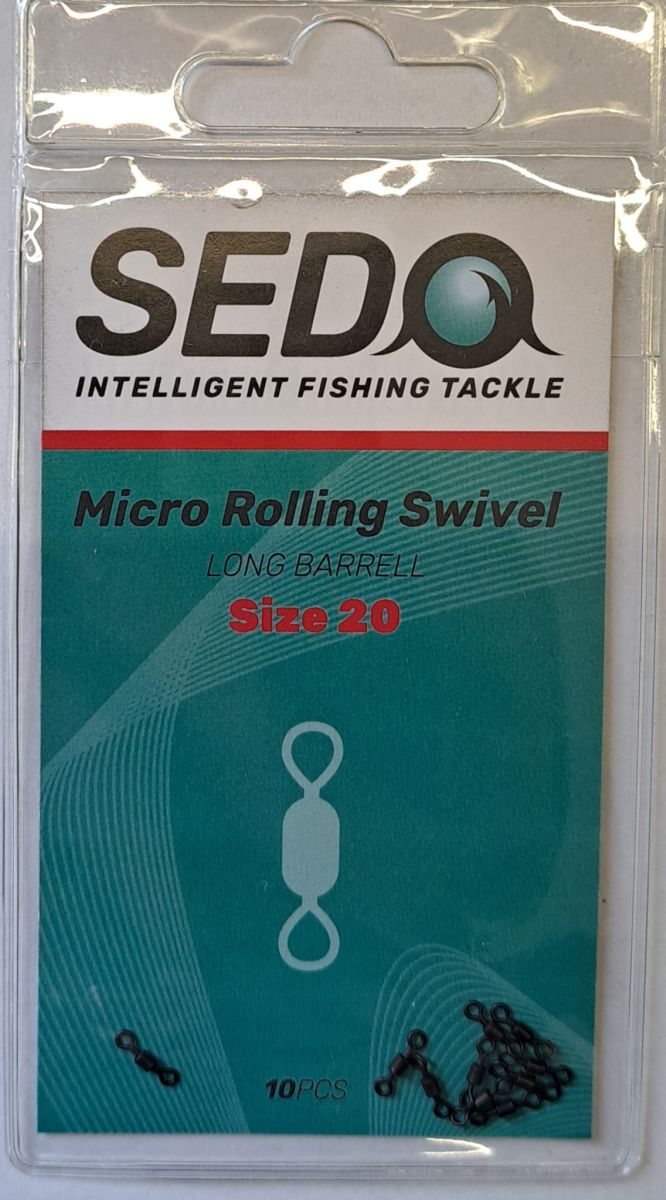 SEDO
INTELLIGENT FISHING TACKLE
Micro Rolling Swivel
LONG BARRELL
Size 20
10PCS